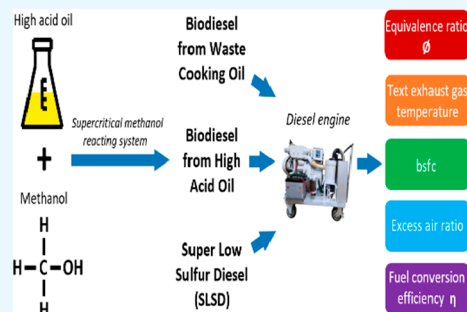 High acid oil
+
Methanol
H
H–C–OH
H
Supercritical methanol
reacting system
Biodiesel
from Waste
Cooking Oil
Biodiesel
from High
Acid Oil
Super Low
Sulfur Diesel
(SLSD)
Diesel engine
Equivalence ratio
Ø
Text exhaust gas
temperature
bsfc
Excess air ratio
Fuel conversion
efficiency η